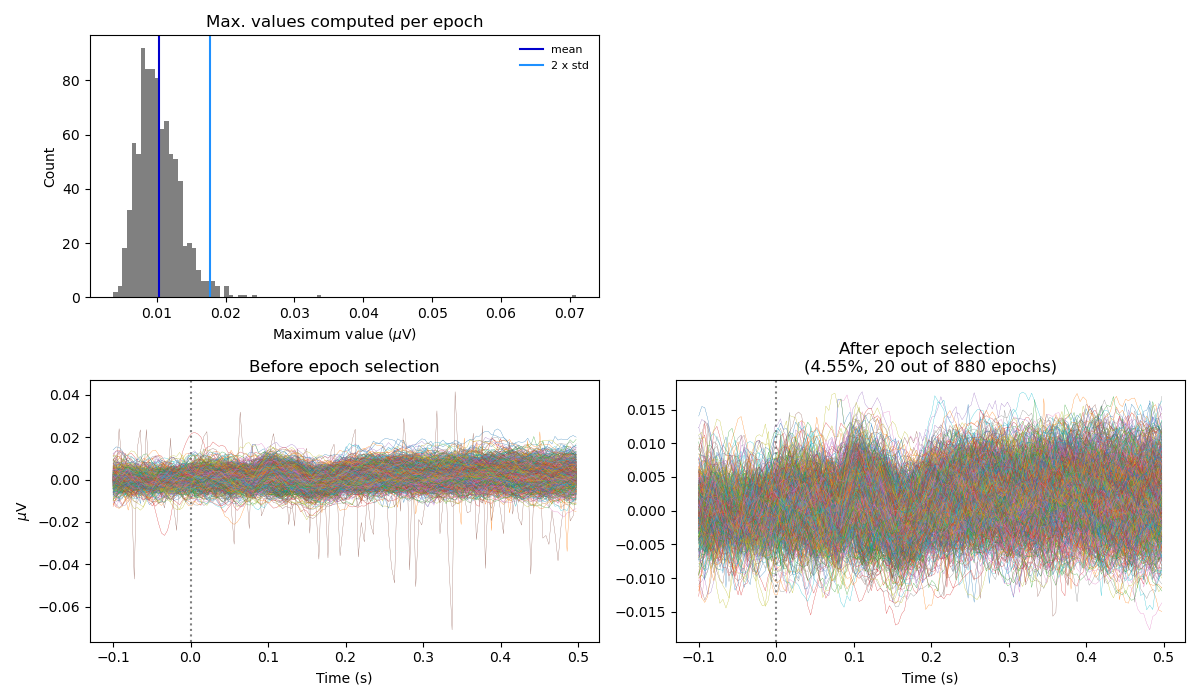 Max. values computed per epoch
mean
2 x std
80
60
40
20
0
Count
0.01 0.02 0.03 0.04 0.05 0.06 0.07
Maximum value (μV)
Before epoch selection
0.04
0.02
0.00
−0.02
−0.04
−0.06
μV
−0.1 0.0 0.1 0.2 0.3 0.4 0.5
Time (s)
After epoch selection
(4.55%, 20 out of 880 epochs)
0.015
0.010
0.005
0.000
−0.005
−0.010
−0.015
−0.1 0.0 0.1 0.2 0.3 0.4 0.5
Time (s)